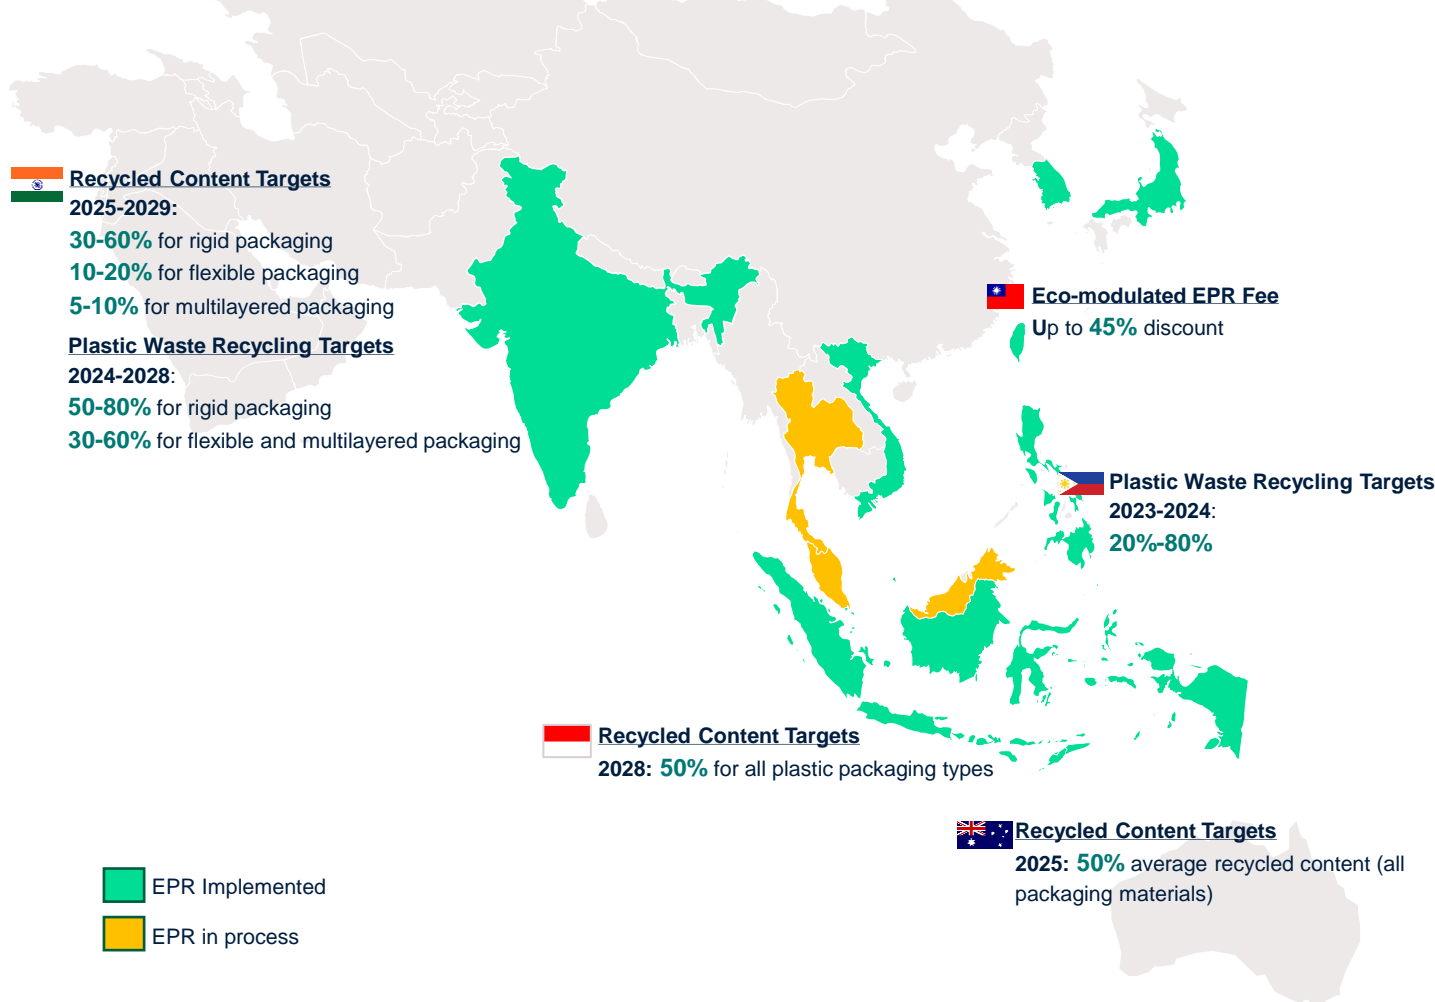 Recycled Content Targets
2025-2029:
30-60% for rigid packaging
10-20% for flexible packaging
5-10% for multilayered packaging
Plastic Waste Recycling Targets
2024-2028:
50-80% for rigid packaging
30-60% for flexible and multilayered packaging
Eco-modulated EPR Fee
Up to 45% discount
Plastic Waste Recycling Targets
2023-2024:
20%-80%
Recycled Content Targets
2028: 50% for all plastic packaging types
Recycled Content Targets
2025: 50% average recycled content (all
packaging materials)
EPR Implemented
EPR in process